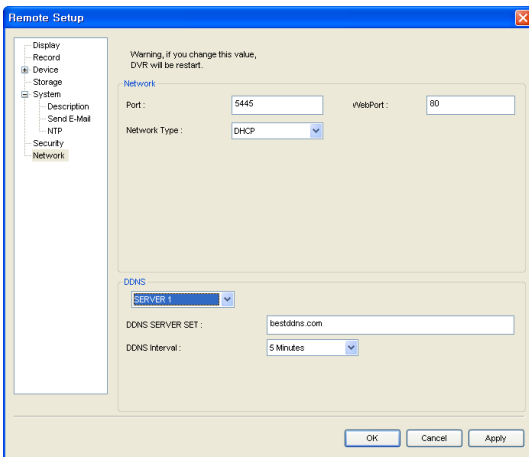 Remote Setup
Display
Record
Device
Storage
System
Description
Send E-Mail
NTP
Security
Network
Warning, if you change this value,
DVR will be restart.
Network
Port : 5445 WebPort : 80
Network Type : DHCP
DDNS
SERVER 1
DDNS SERVER SET : bestddns.com
DDNS Interval : 5 Minutes
OK Cancel Apply